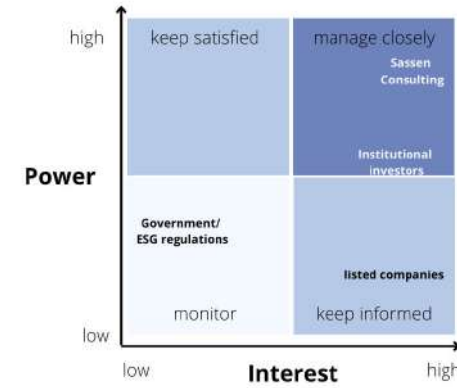 high
keep satisfied
manage closely
Sassen
Consulting
Institutional
investors
Power
Government/
ESG regulations
listed companies
monitor
keep informed
low
low
Interest
high